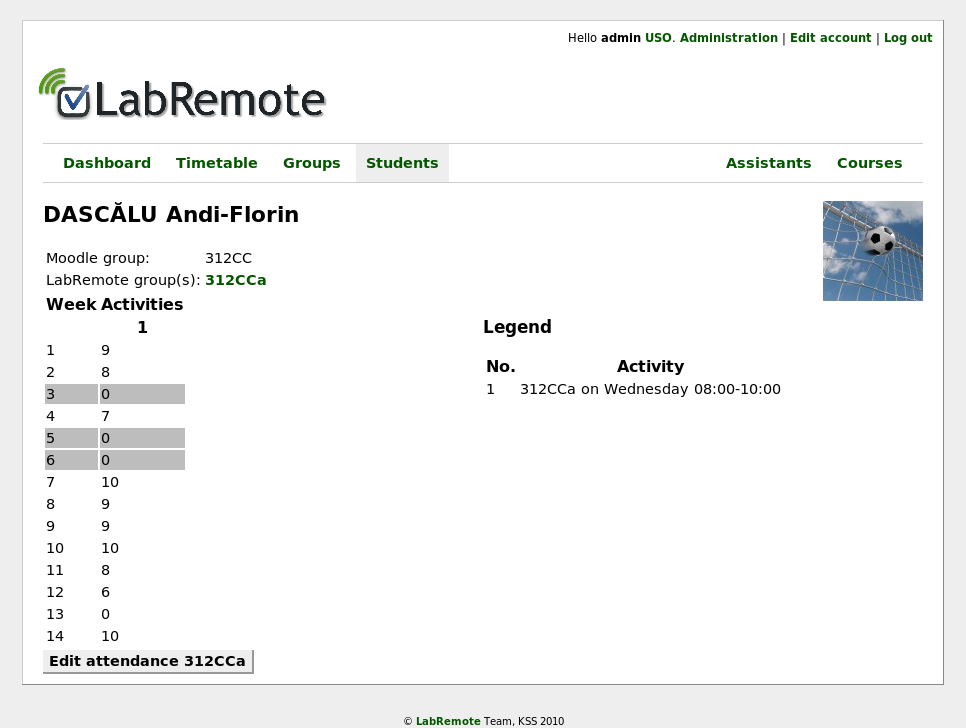 Hello admin USO. Administration | Edit account | Log out
LabRemote
Dashboard Timetable Groups Students Assistants Courses
DASCĂLU Andi-Florin
Moodle group: 312CC
LabRemote group(s): 312CCa
Week Activities
1
1 9
2 8
3 0
4 7
5 0
6 0
7 10
8 9
9 9
10 10
11 8
12 6
13 0
14 10
Edit attendance 312CCa
Legend
No. Activity
1 312CCa on Wednesday 08:00-10:00
© LabRemote Team, KSS 2010